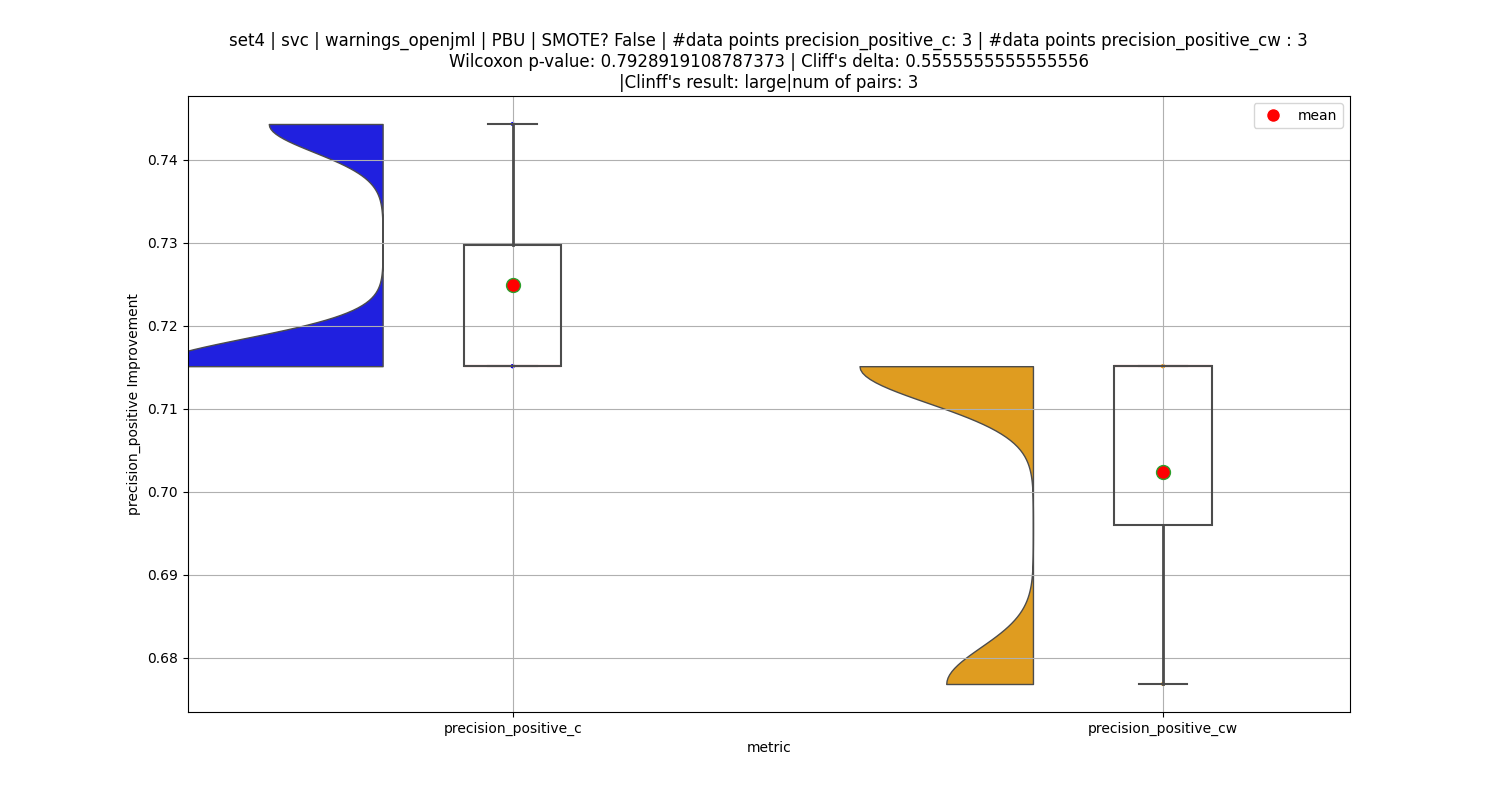 set4 | svc | warnings_openjml | PBU | SMOTE? False | #data points precision_positive_c: 3 | #data points precision_positive_cw : 3
Wilcoxon p-value: 0.7928919108787373 | Cliff's delta: 0.5555555555555556
|Clinff's result: large|num of pairs: 3
mean
0.74
0.73
0.72
0.71
0.70
0.69
0.68
precision_positive Improvement
precision_positive_c
precision_positive_cw
metric